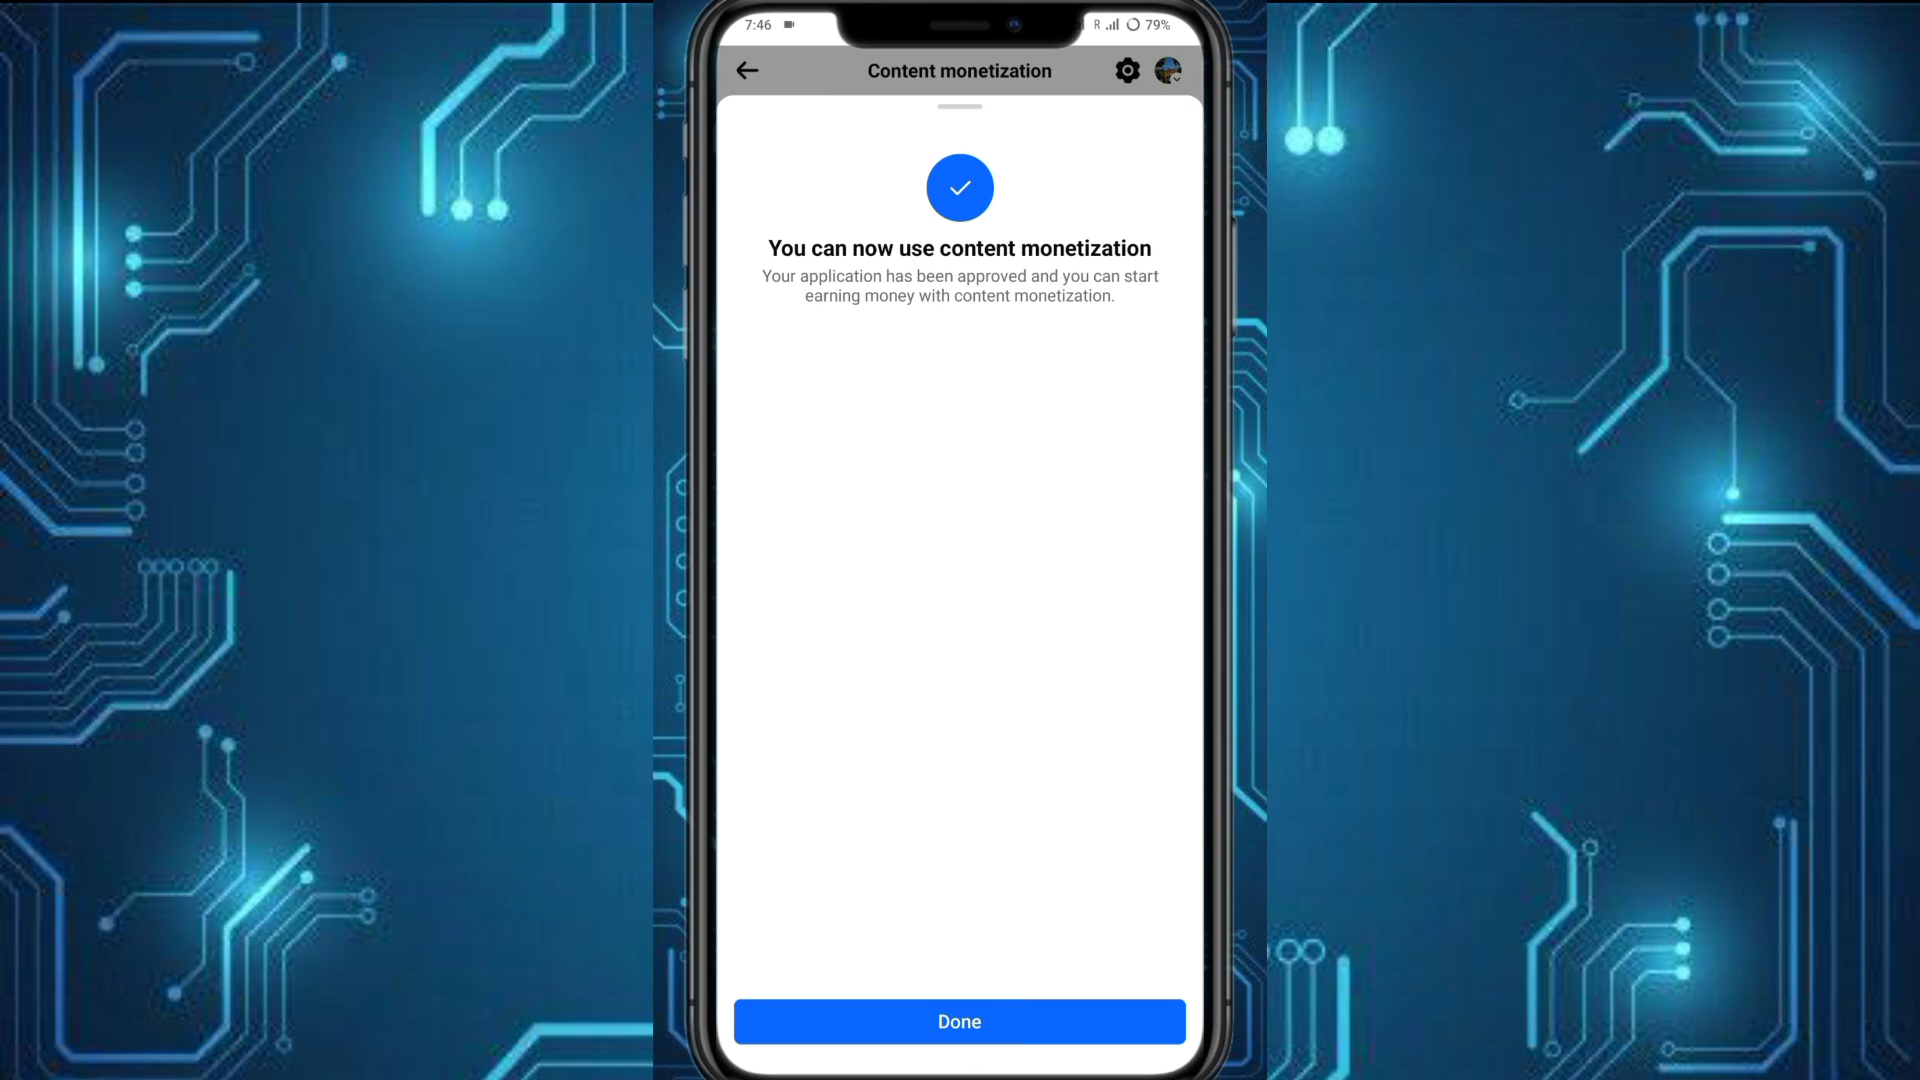 7:46
R
79%
Content monetization
You can now use content monetization
Your application has been approved and you can start
earning money with content monetization.
Done